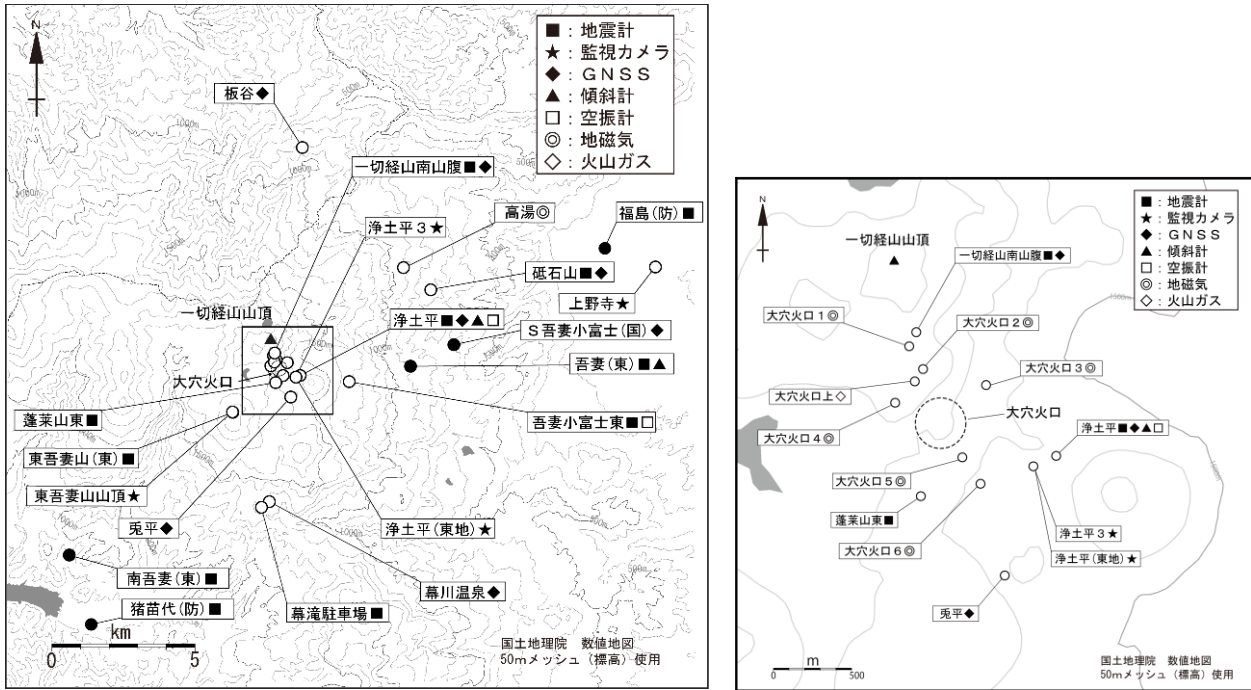 N
■：地震計
★：監視カメラ
◆：ＧＮＳＳ
▲：傾斜計
□：空振計
◎：地磁気
◇：火山ガス
板谷◆
一切経山南山腹■◆
高湯◎
福島(防)■
浄土平３★
砥石山■◆
上野寺★
一切経山山頂
浄土平■◆▲□
Ｓ吾妻小富士(国)◆
大穴火口
吾妻(東)■▲
蓬莱山東■
吾妻小富士東■□
東吾妻山(東)■
東吾妻山山頂★
兎平◆
浄土平(東地)★
南吾妻(東)■
幕川温泉◆
猪苗代(防)■
幕滝駐車場■
km
0 5
国土地理院 数値地図
50mメッシュ（標高）使用
N
■：地震計
★：監視カメラ
◆：ＧＮＳＳ
▲：傾斜計
□：空振計
◎：地磁気
◇：火山ガス
一切経山山頂
一切経山南山腹■◆
大穴火口１◎
大穴火口２◎
大穴火口３◎
大穴火口上◇
大穴火口
大穴火口４◎
浄土平■◆▲□
大穴火口５◎
蓬莱山東■
浄土平３★
大穴火口６◎
浄土平(東地)★
兎平◆
m
0 500
国土地理院 数値地図
50mメッシュ（標高）使用